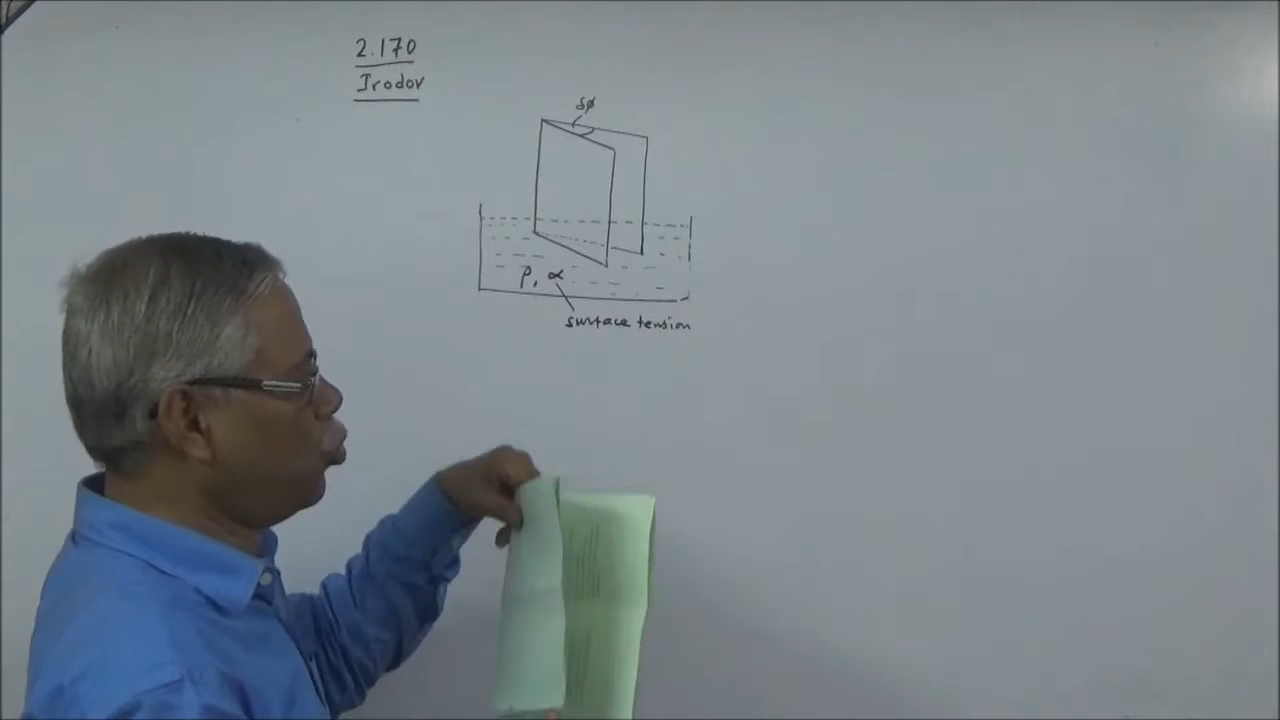 2.170
Irodov
δϕ
ρ, α
surface tension